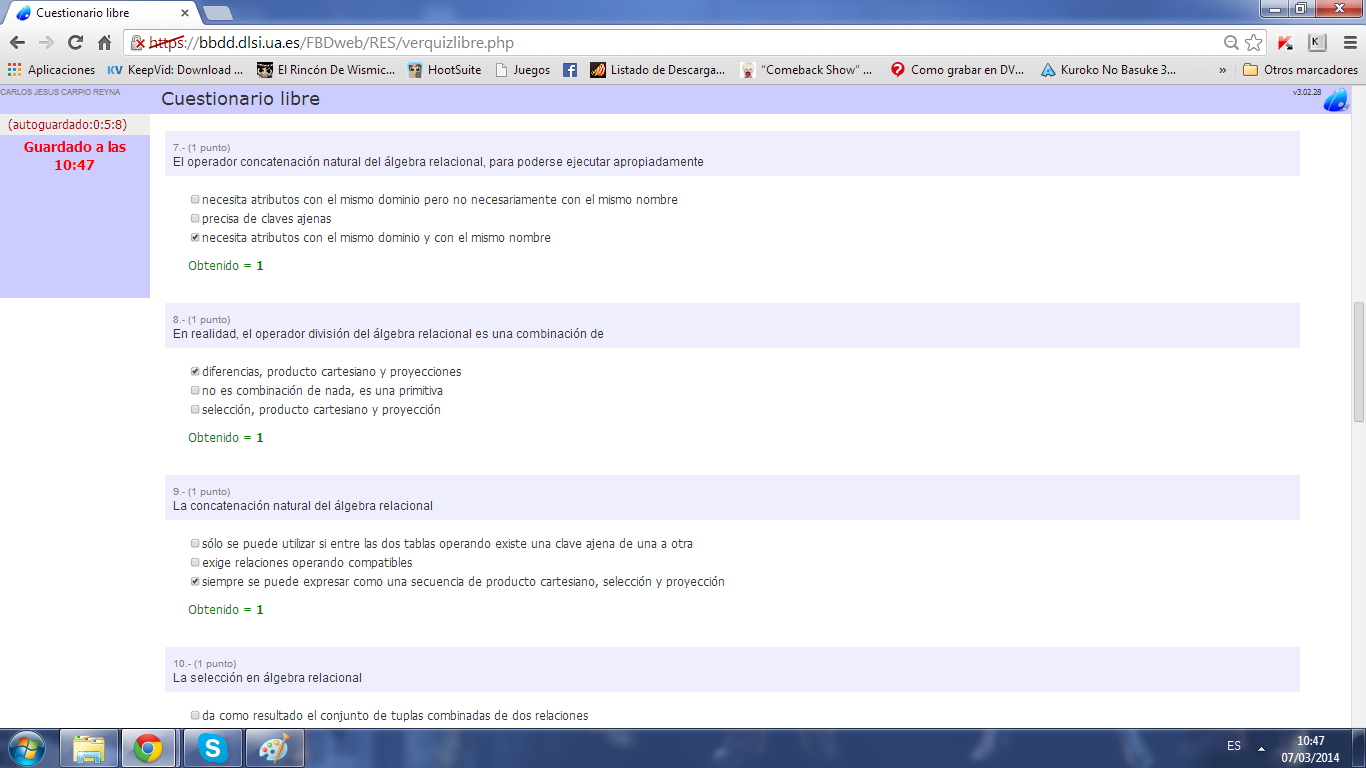 Cuestionario libre
https://bbdd.dlsi.ua.es/FBDweb/RES/verquizlibre.php
Aplicaciones KV KeepVid: Download ... El Rincón De Wismic... HootSuite Juegos Listado de Descarga... "Comeback Show" ... Como grabar en DV... Kuroko No Basuke 3... » Otros marcadores
CARLOS JESUS CARPIO REYNA
Cuestionario libre
v3.02.28
(autoguardado:0:5:8)
Guardado a las
10:47
7.- (1 punto)
El operador concatenación natural del álgebra relacional, para poderse ejecutar apropiadamente
necesita atributos con el mismo dominio pero no necesariamente con el mismo nombre
precisa de claves ajenas
necesita atributos con el mismo dominio y con el mismo nombre
Obtenido = 1
8.- (1 punto)
En realidad, el operador división del álgebra relacional es una combinación de
diferencias, producto cartesiano y proyecciones
no es combinación de nada, es una primitiva
selección, producto cartesiano y proyección
Obtenido = 1
9.- (1 punto)
La concatenación natural del álgebra relacional
sólo se puede utilizar si entre las dos tablas operando existe una clave ajena de una a otra
exige relaciones operando compatibles
siempre se puede expresar como una secuencia de producto cartesiano, selección y proyección
Obtenido = 1
10.- (1 punto)
La selección en álgebra relacional
da como resultado el conjunto de tuplas combinadas de dos relaciones
ES
10:47
07/03/2014